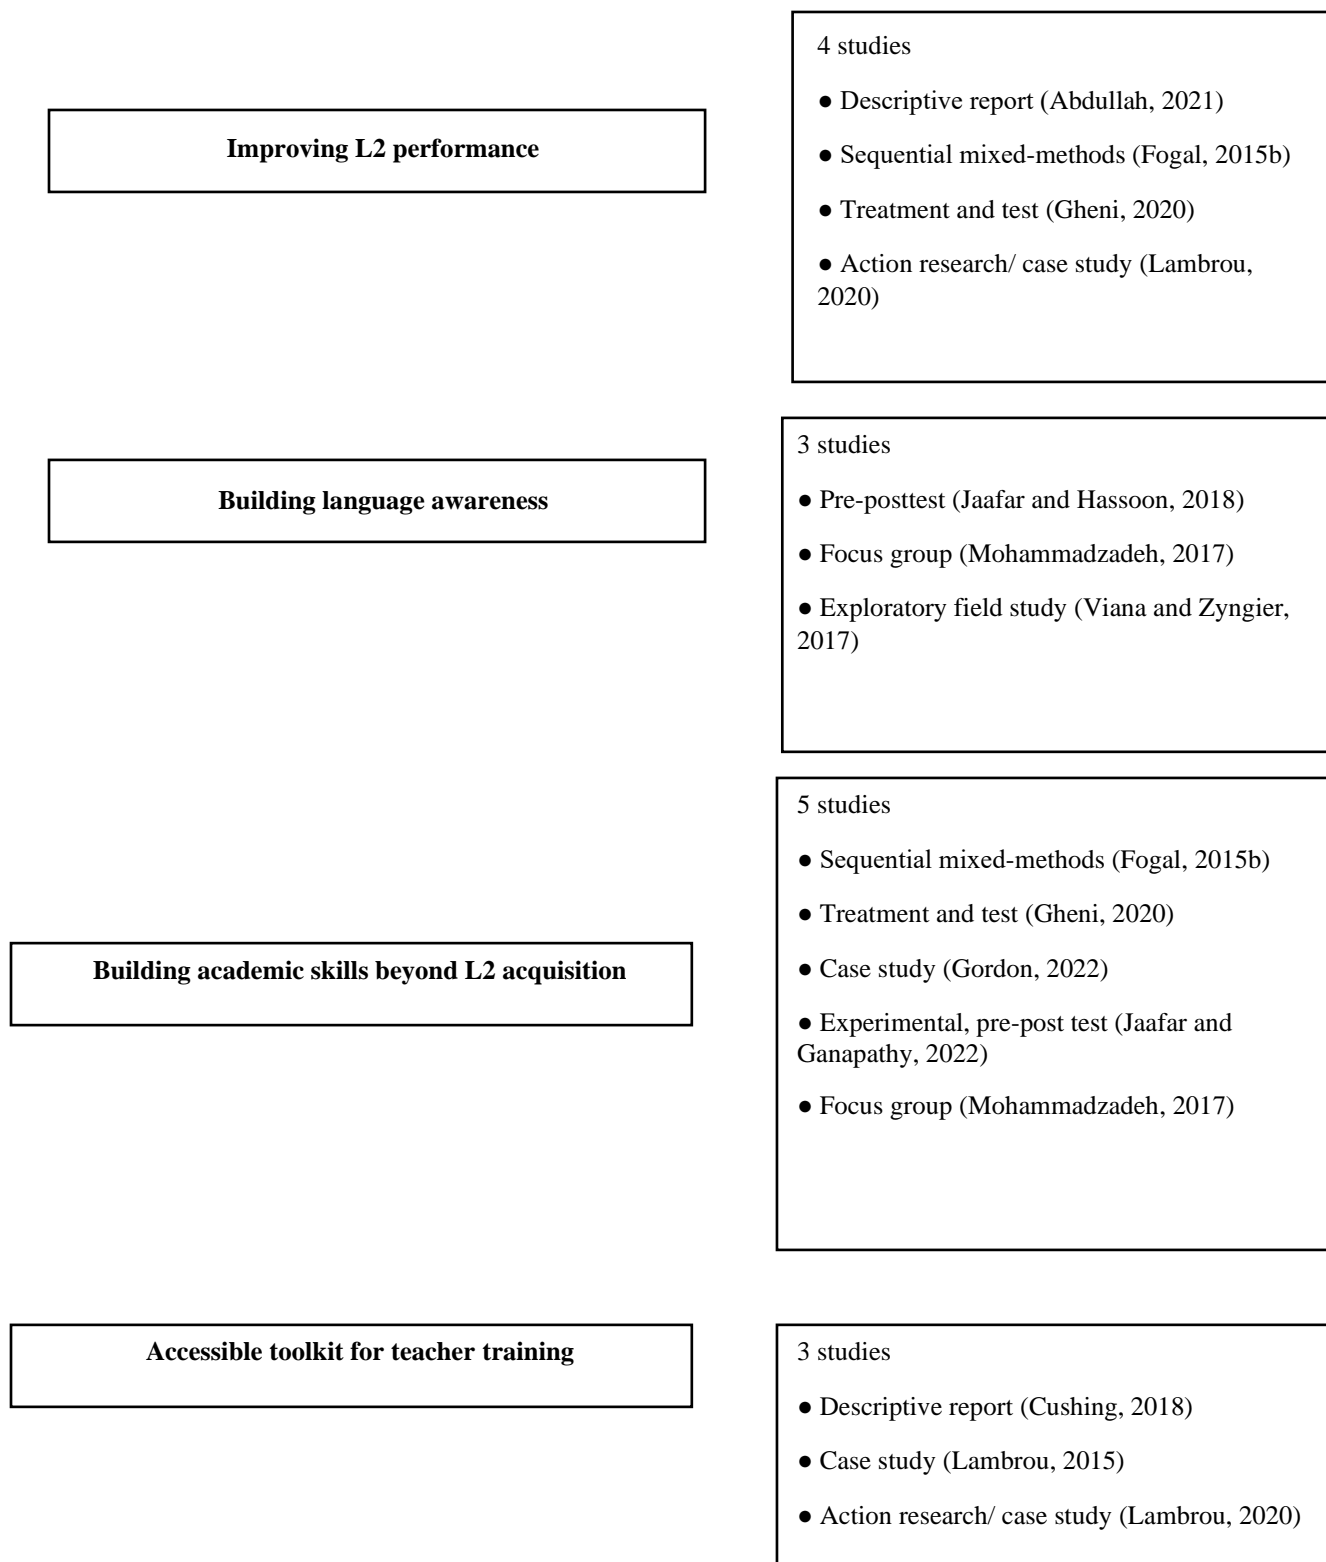 Improving L2 performance
4 studies
● Descriptive report (Abdullah, 2021)
● Sequential mixed-methods (Fogal, 2015b)
● Treatment and test (Gheni, 2020)
● Action research/ case study (Lambrou,
2020)
Building language awareness
3 studies
● Pre-posttest (Jaafar and Hassoon, 2018)
● Focus group (Mohammadzadeh, 2017)
● Exploratory field study (Viana and Zyngier,
2017)
Building academic skills beyond L2 acquisition
5 studies
● Sequential mixed-methods (Fogal, 2015b)
● Treatment and test (Gheni, 2020)
● Case study (Gordon, 2022)
● Experimental, pre-post test (Jaafar and
Ganapathy, 2022)
● Focus group (Mohammadzadeh, 2017)
Accessible toolkit for teacher training
3 studies
● Descriptive report (Cushing, 2018)
● Case study (Lambrou, 2015)
● Action research/ case study (Lambrou, 2020)